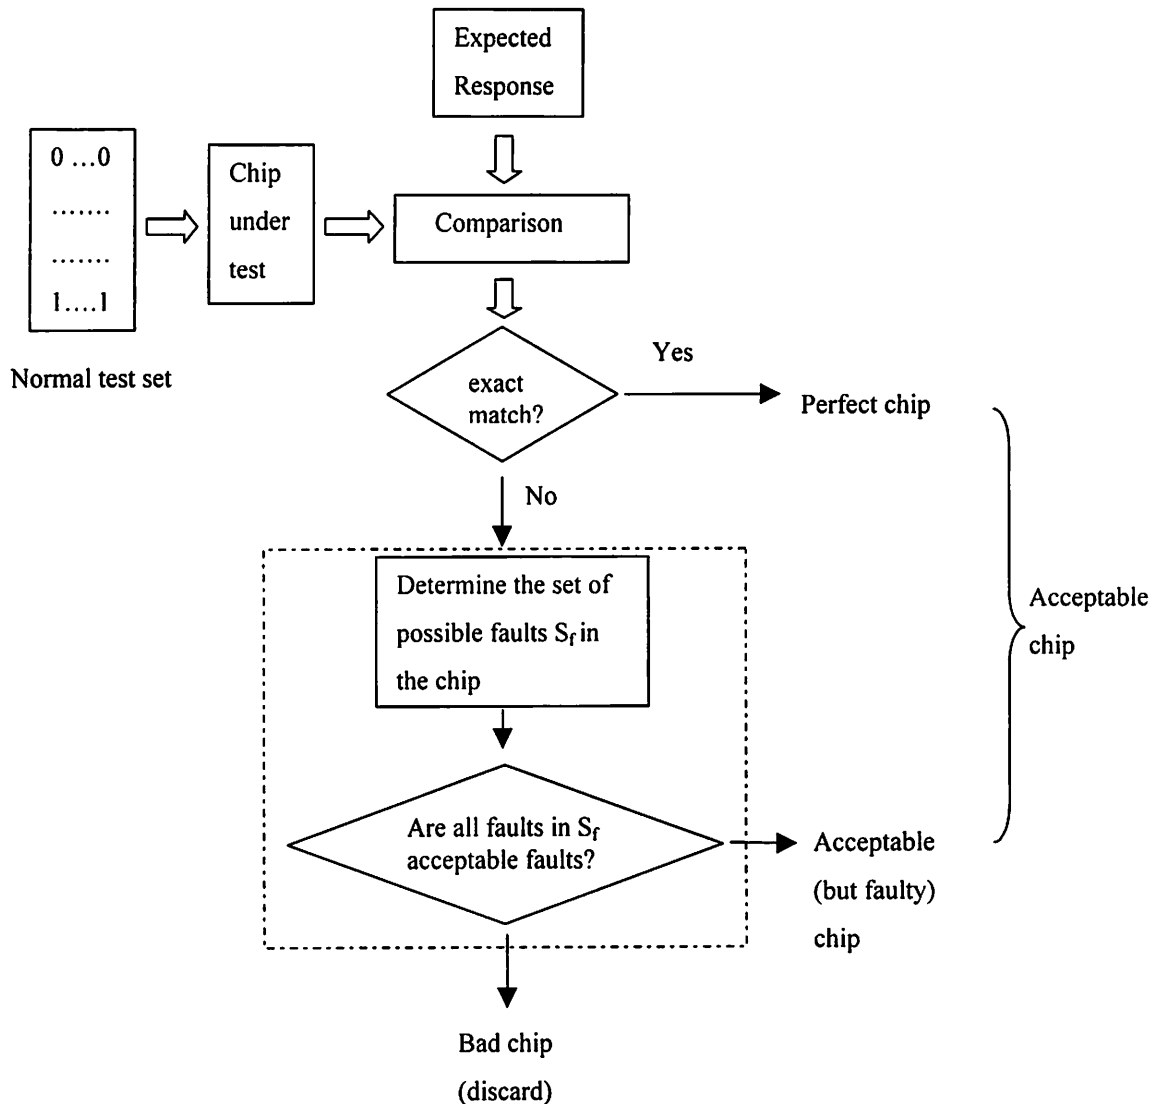 Expected
Response
0 ...0
.......
.......
1....1
Normal test set
Chip
under
test
Comparison
exact
match?
Yes
Perfect chip
No
Determine the set of
possible faults Sf in
the chip
Are all faults in Sf
acceptable faults?
Acceptable
(but faulty)
chip
Acceptable
chip
Bad chip
(discard)